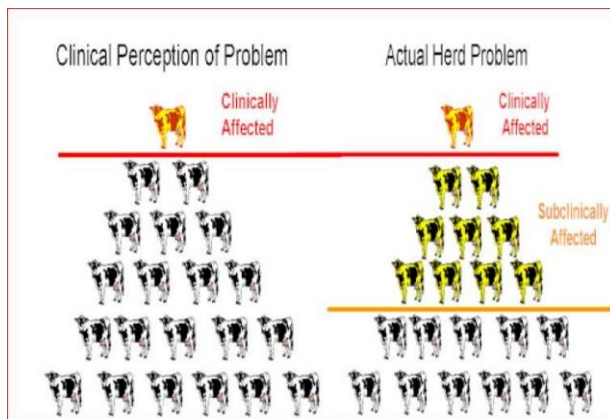 Clinical Perception of Problem
Clinically
Affected
Actual Herd Problem
Clinically
Affected
Subclinically
Affected